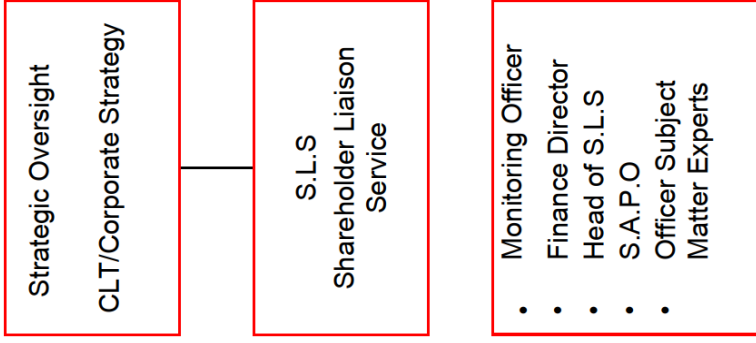 Strategic Oversight
CLT/Corporate Strategy
S.L.S
Shareholder Liaison
Service
• Monitoring Officer
• Finance Director
• Head of S.L.S
• S.A.P.O
• Officer Subject
Matter Experts